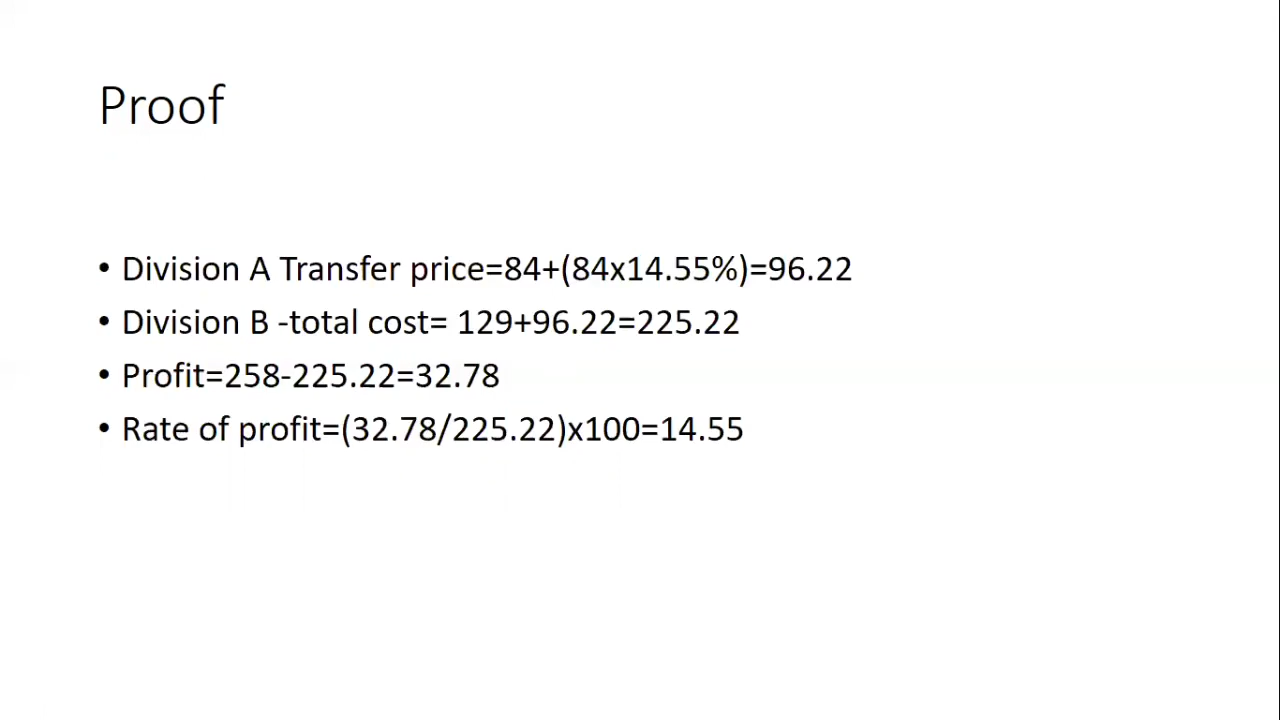 Proof
• Division A Transfer price=84+(84x14.55%)=96.22
• Division B -total cost= 129+96.22=225.22
• Profit=258-225.22=32.78
• Rate of profit=(32.78/225.22)x100=14.55